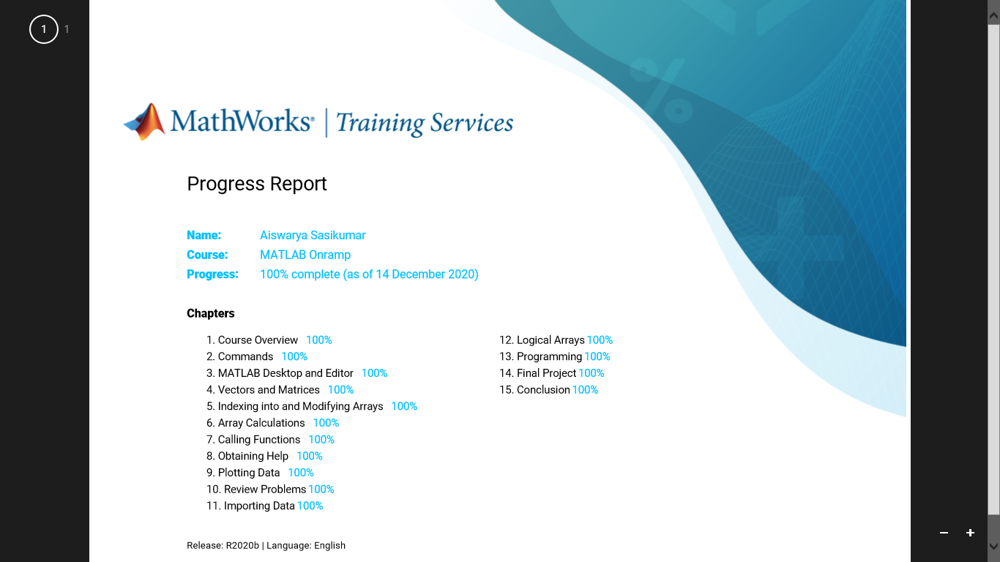 1 1
MathWorks® | Training Services
Progress Report
Name: Aiswarya Sasikumar
Course: MATLAB Onramp
Progress: 100% complete (as of 14 December 2020)
Chapters
1. Course Overview 100%
2. Commands 100%
3. MATLAB Desktop and Editor 100%
4. Vectors and Matrices 100%
5. Indexing into and Modifying Arrays 100%
6. Array Calculations 100%
7. Calling Functions 100%
8. Obtaining Help 100%
9. Plotting Data 100%
10. Review Problems 100%
11. Importing Data 100%
12. Logical Arrays 100%
13. Programming 100%
14. Final Project 100%
15. Conclusion 100%
Release: R2020b | Language: English